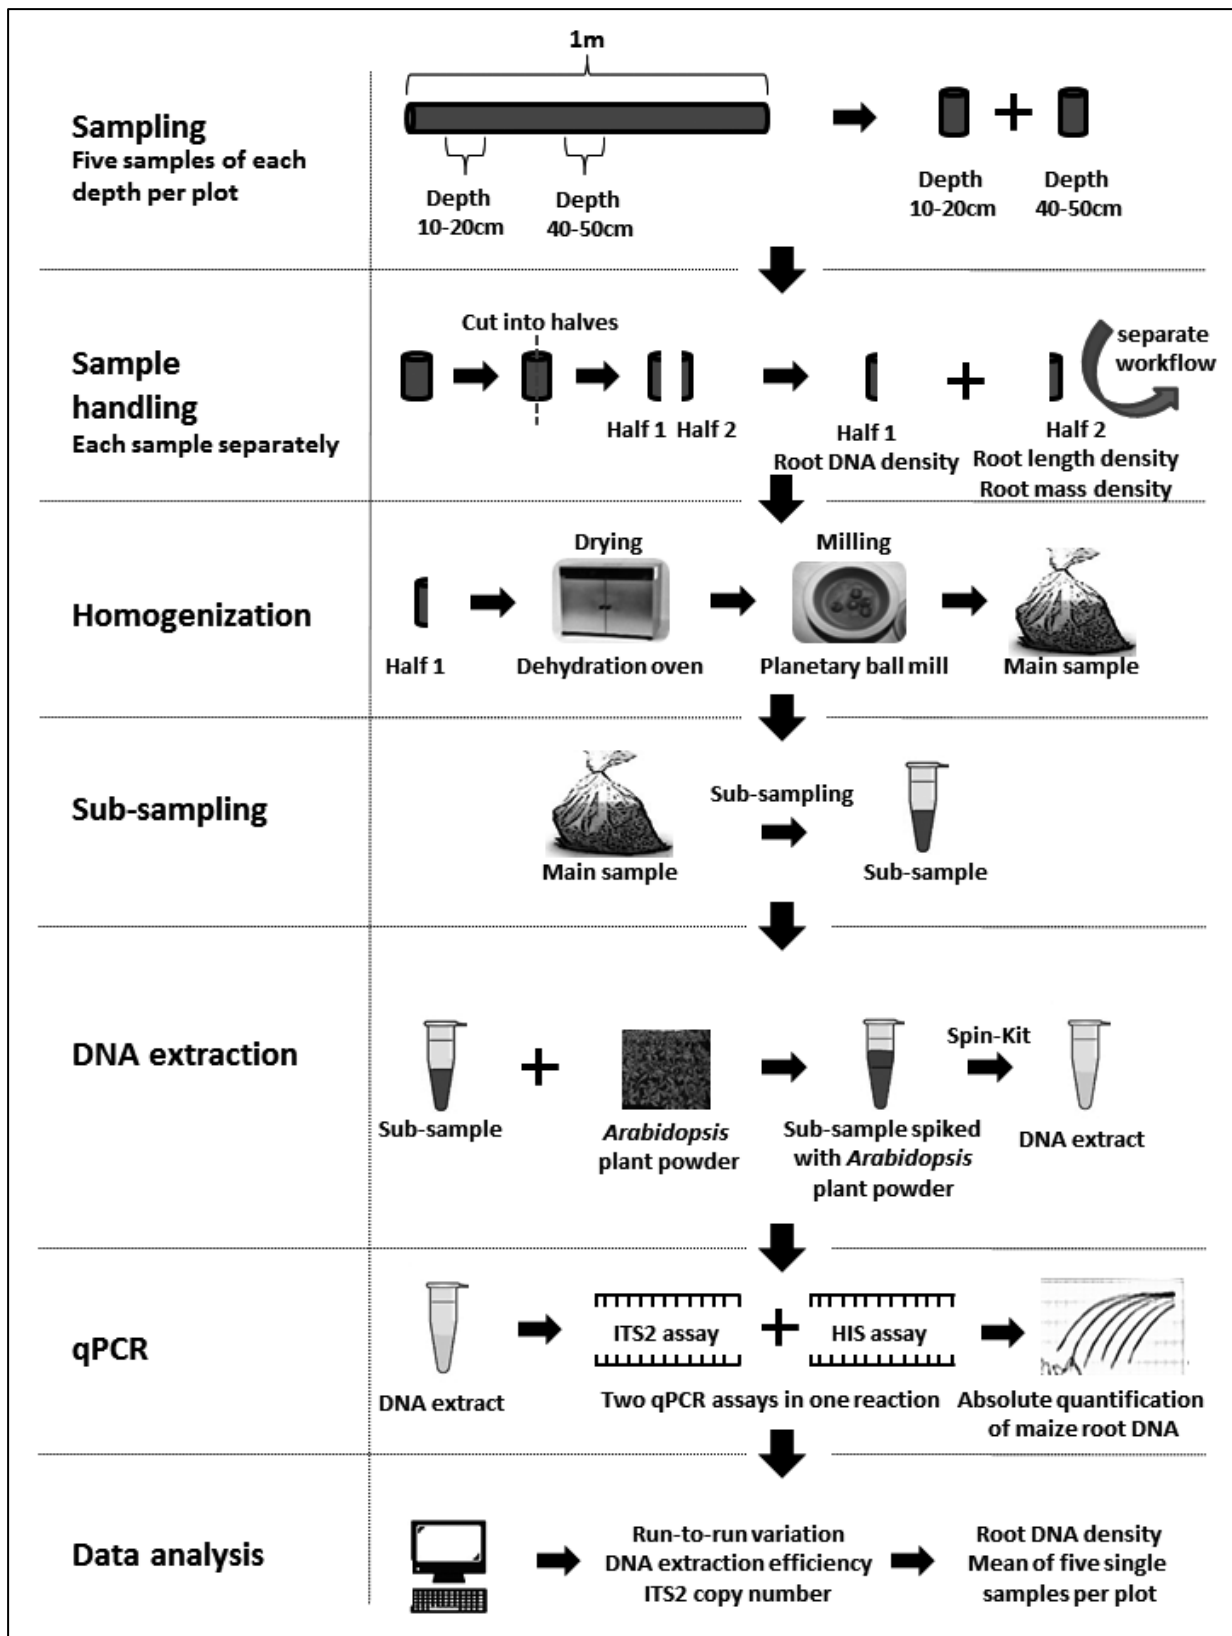 1m
Sampling
Five samples of each
depth per plot
Depth
10-20cm
Depth
40-50cm
Depth
10-20cm
Depth
40-50cm
Sample
handling
Each sample separately
Cut into halves
Half 1
Half 2
Half 1
Root DNA density
separate
workflow
Half 2
Root length density
Root mass density
Homogenization
Half 1
Drying
Dehydration oven
Milling
Planetary ball mill
Main sample
Sub-sampling
Main sample
Sub-sampling
Sub-sample
DNA extraction
Sub-sample
Arabidopsis
plant powder
Sub-sample spiked
with Arabidopsis
plant powder
Spin-Kit
DNA extract
qPCR
DNA extract
ITS2 assay
HIS assay
Two qPCR assays in one reaction
Absolute quantification
of maize root DNA
Data analysis
Run-to-run variation
DNA extraction efficiency
ITS2 copy number
Root DNA density
Mean of five single
samples per plot